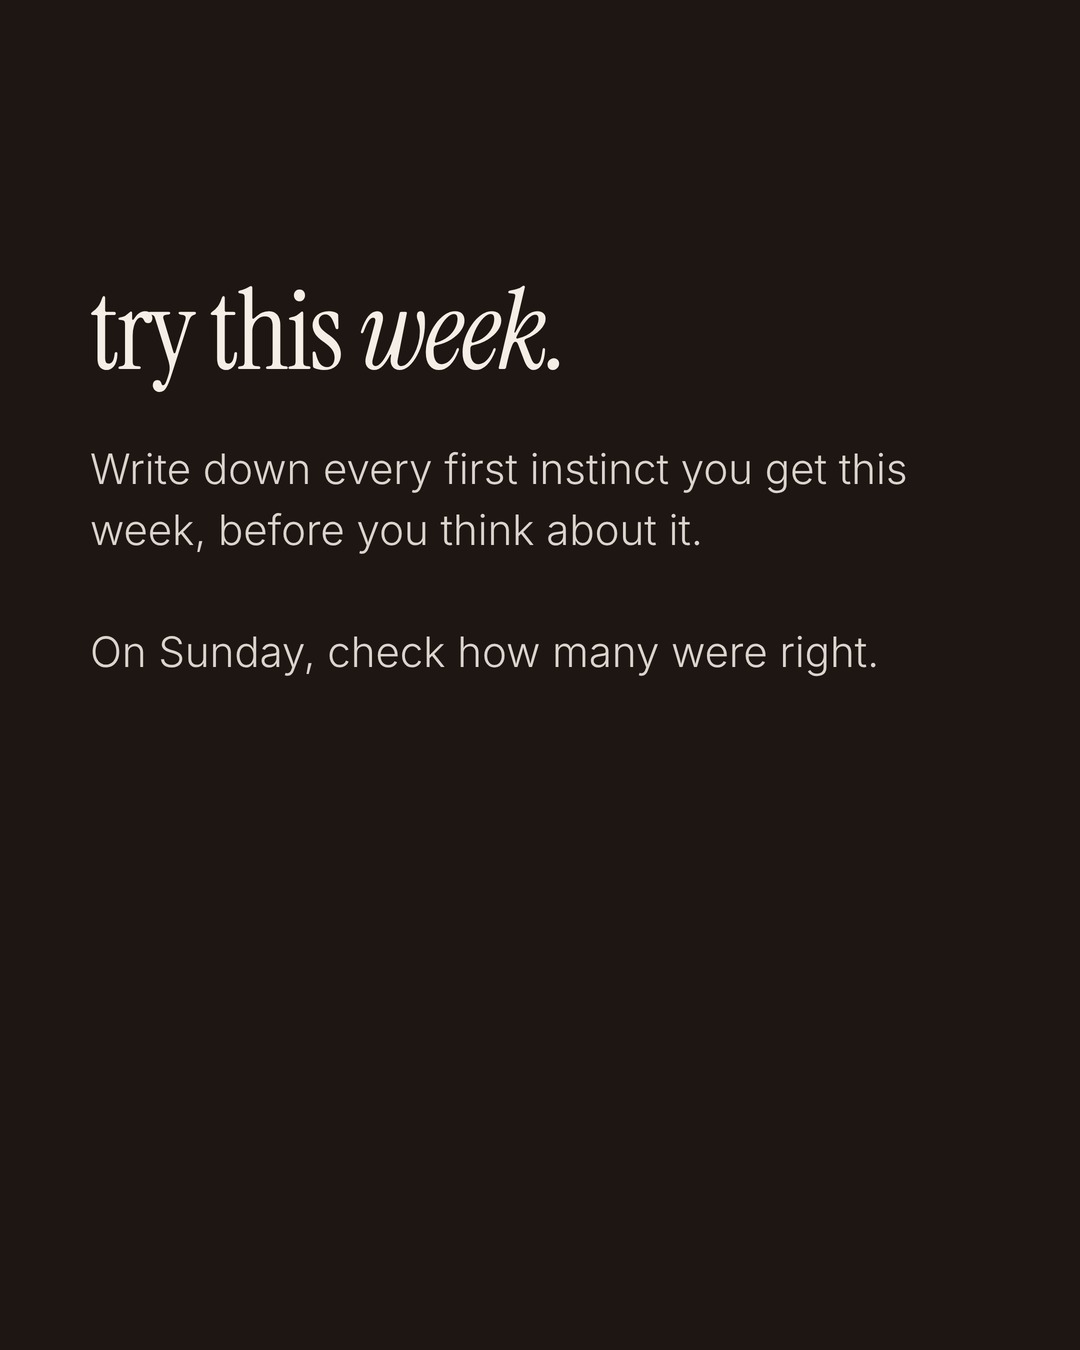 try this week.
Write down every first instinct you get this
week, before you think about it.
On Sunday, check how many were right.